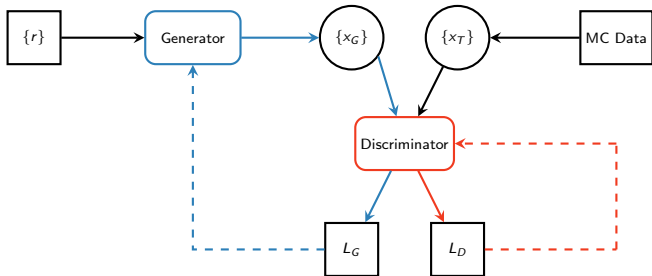 {r}
Generator
{x_G}
{x_T}
MC Data
Discriminator
L_G
L_D